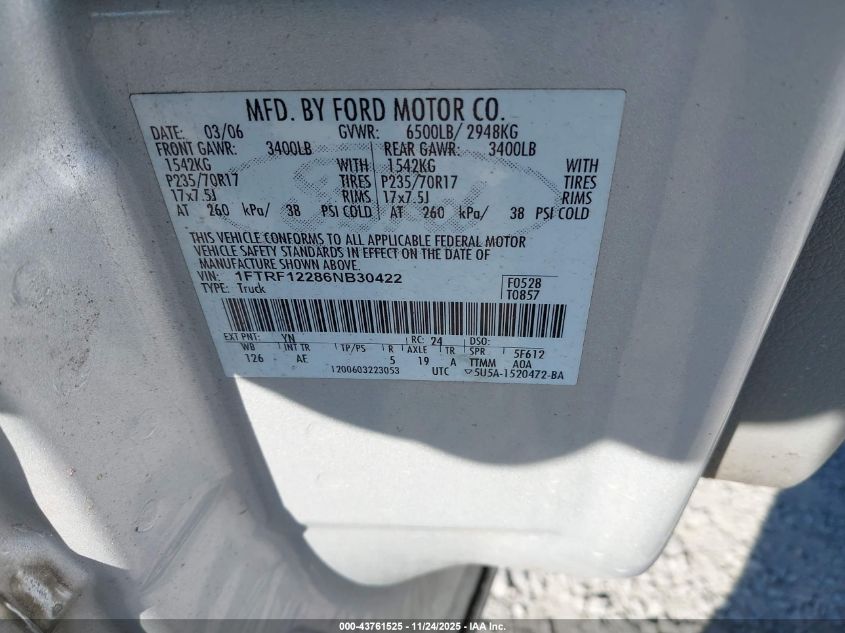 MFD. BY FORD MOTOR CO.
DATE: 03/06 GVWR: 6500LB/ 2948KG
FRONT GAWR: 3400LB REAR GAWR: 3400LB
1542KG WITH 1542KG WITH
P235/70R17 TIRES P235/70R17 TIRES
17x7.5J RIMS 17x7.5J RIMS
AT 260 kPa/ 38 PSI COLD AT 260 kPa/ 38 PSI COLD
THIS VEHICLE CONFORMS TO ALL APPLICABLE FEDERAL MOTOR
VEHICLE SAFETY STANDARDS IN EFFECT ON THE DATE OF
MANUFACTURE SHOWN ABOVE.
VIN: 1FTRF12286NB30422 F0528
TYPE: Truck T0857
EXT PNT: YN RC: 24 DSO:
WB INT TR TP/PS R AXLE TR SPR 5F612
126 AE 5 19 A TTMM A0A
1200603223053 UTC 5U5A-1520472-BA
000-43761525 11/24/2025 IAAI.COM